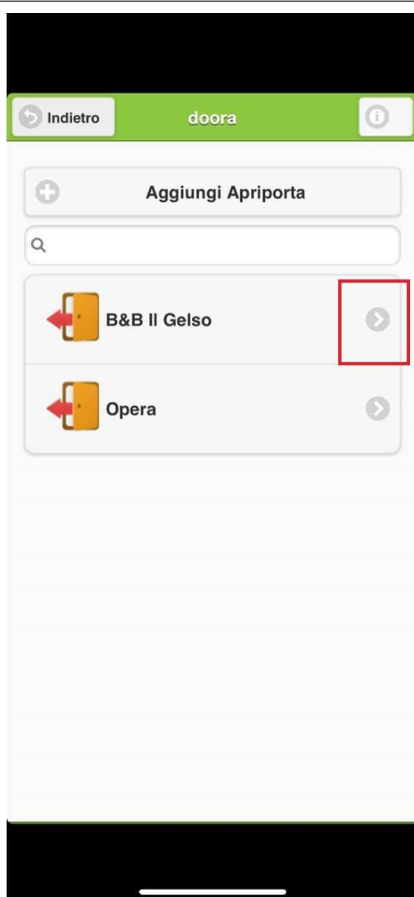 Indietro
doora
Aggiungi Apriporta
B&B Il Gelso
Opera